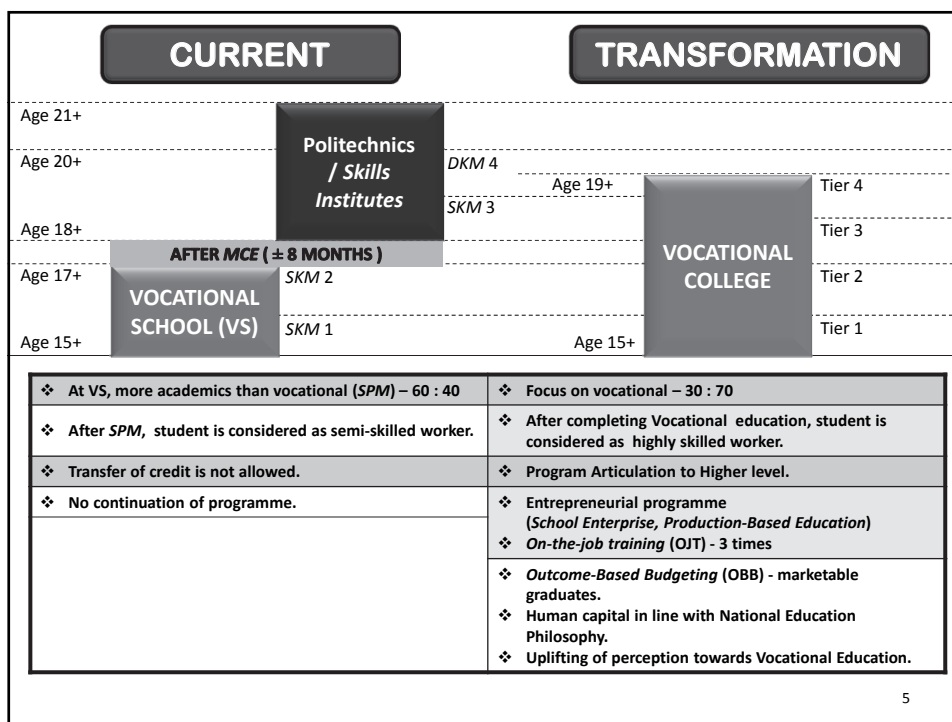 CURRENT
TRANSFORMATION
Age 21+
Politechnics
/ Skills
Institutes
Age 20+
DKM 4
Age 19+
Tier 4
SKM 3
Age 18+
Tier 3
AFTER MCE ( ± 8 MONTHS )
VOCATIONAL
COLLEGE
Age 17+
SKM 2
Tier 2
VOCATIONAL
SCHOOL (VS)
SKM 1
Tier 1
Age 15+
Age 15+
❖ At VS, more academics than vocational (SPM) – 60 : 40
❖ Focus on vocational – 30 : 70
❖ After SPM, student is considered as semi-skilled worker.
❖ After completing Vocational education, student is
considered as highly skilled worker.
❖ Transfer of credit is not allowed.
❖ Program Articulation to Higher level.
❖ No continuation of programme.
❖ Entrepreneurial programme
(School Enterprise, Production-Based Education)
❖ On-the-job training (OJT) - 3 times
❖ Outcome-Based Budgeting (OBB) - marketable
graduates.
❖ Human capital in line with National Education
Philosophy.
❖ Uplifting of perception towards Vocational Education.
5